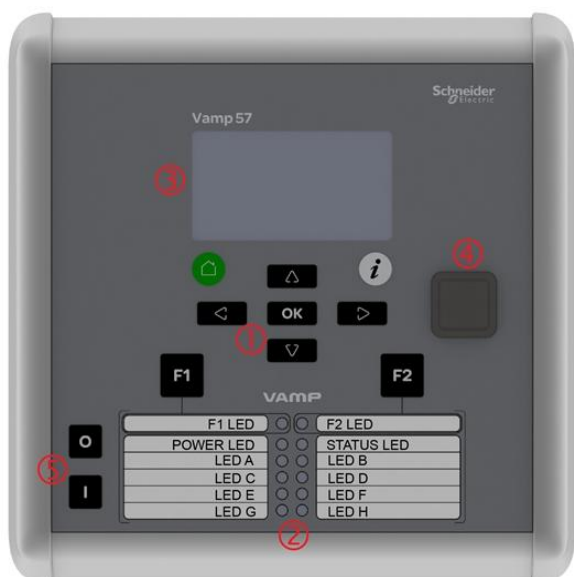 Schneider
Electric
Vamp 57
③
④
i
OK
①
F1
F2
VAMP
F1 LED
F2 LED
POWER LED
STATUS LED
LED A
LED B
LED C
LED D
LED E
LED F
LED G
LED H
O
⑤
I
②